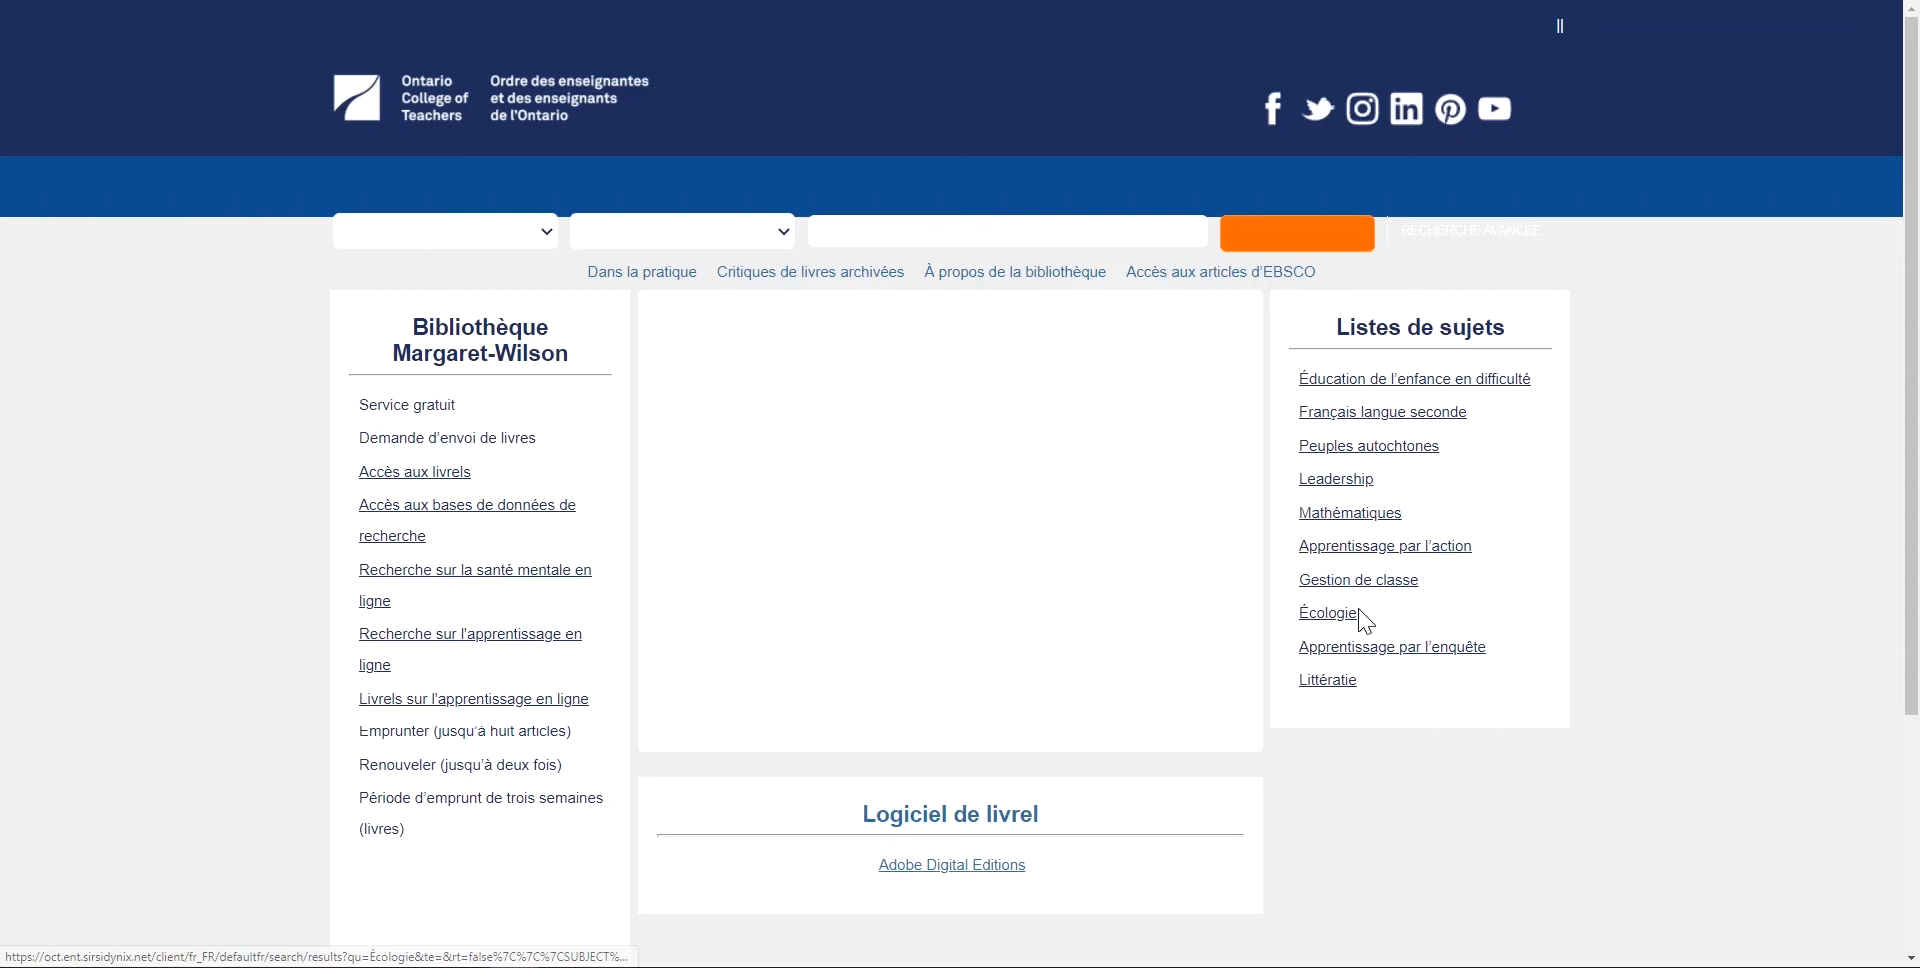 ||
Ontario
College of
Teachers
Ordre des enseignantes
et des enseignants
de l'Ontario
RECHERCHE AVANCÉE
Dans la pratique Critiques de livres archivées À propos de la bibliothèque Accès aux articles d'EBSCO
Bibliothèque
Margaret-Wilson
Service gratuit
Demande d'envoi de livres
Accès aux livrels
Accès aux bases de données de
recherche
Recherche sur la santé mentale en
ligne
Recherche sur l'apprentissage en
ligne
Livrels sur l'apprentissage en ligne
Emprunter (jusqu'à huit articles)
Renouveler (jusqu'à deux fois)
Période d'emprunt de trois semaines
(livres)
Logiciel de livrel
Adobe Digital Editions
Listes de sujets
Éducation de l'enfance en difficulté
Français langue seconde
Peuples autochtones
Leadership
Mathématiques
Apprentissage par l'action
Gestion de classe
Écologie
Apprentissage par l'enquête
Littératie
https://oct.ent.sirsidynix.net/client/fr_FR/defaultfr/search/results?qu=Écologie&te=&rt=false%7C%7C%7CSUBJECT%...